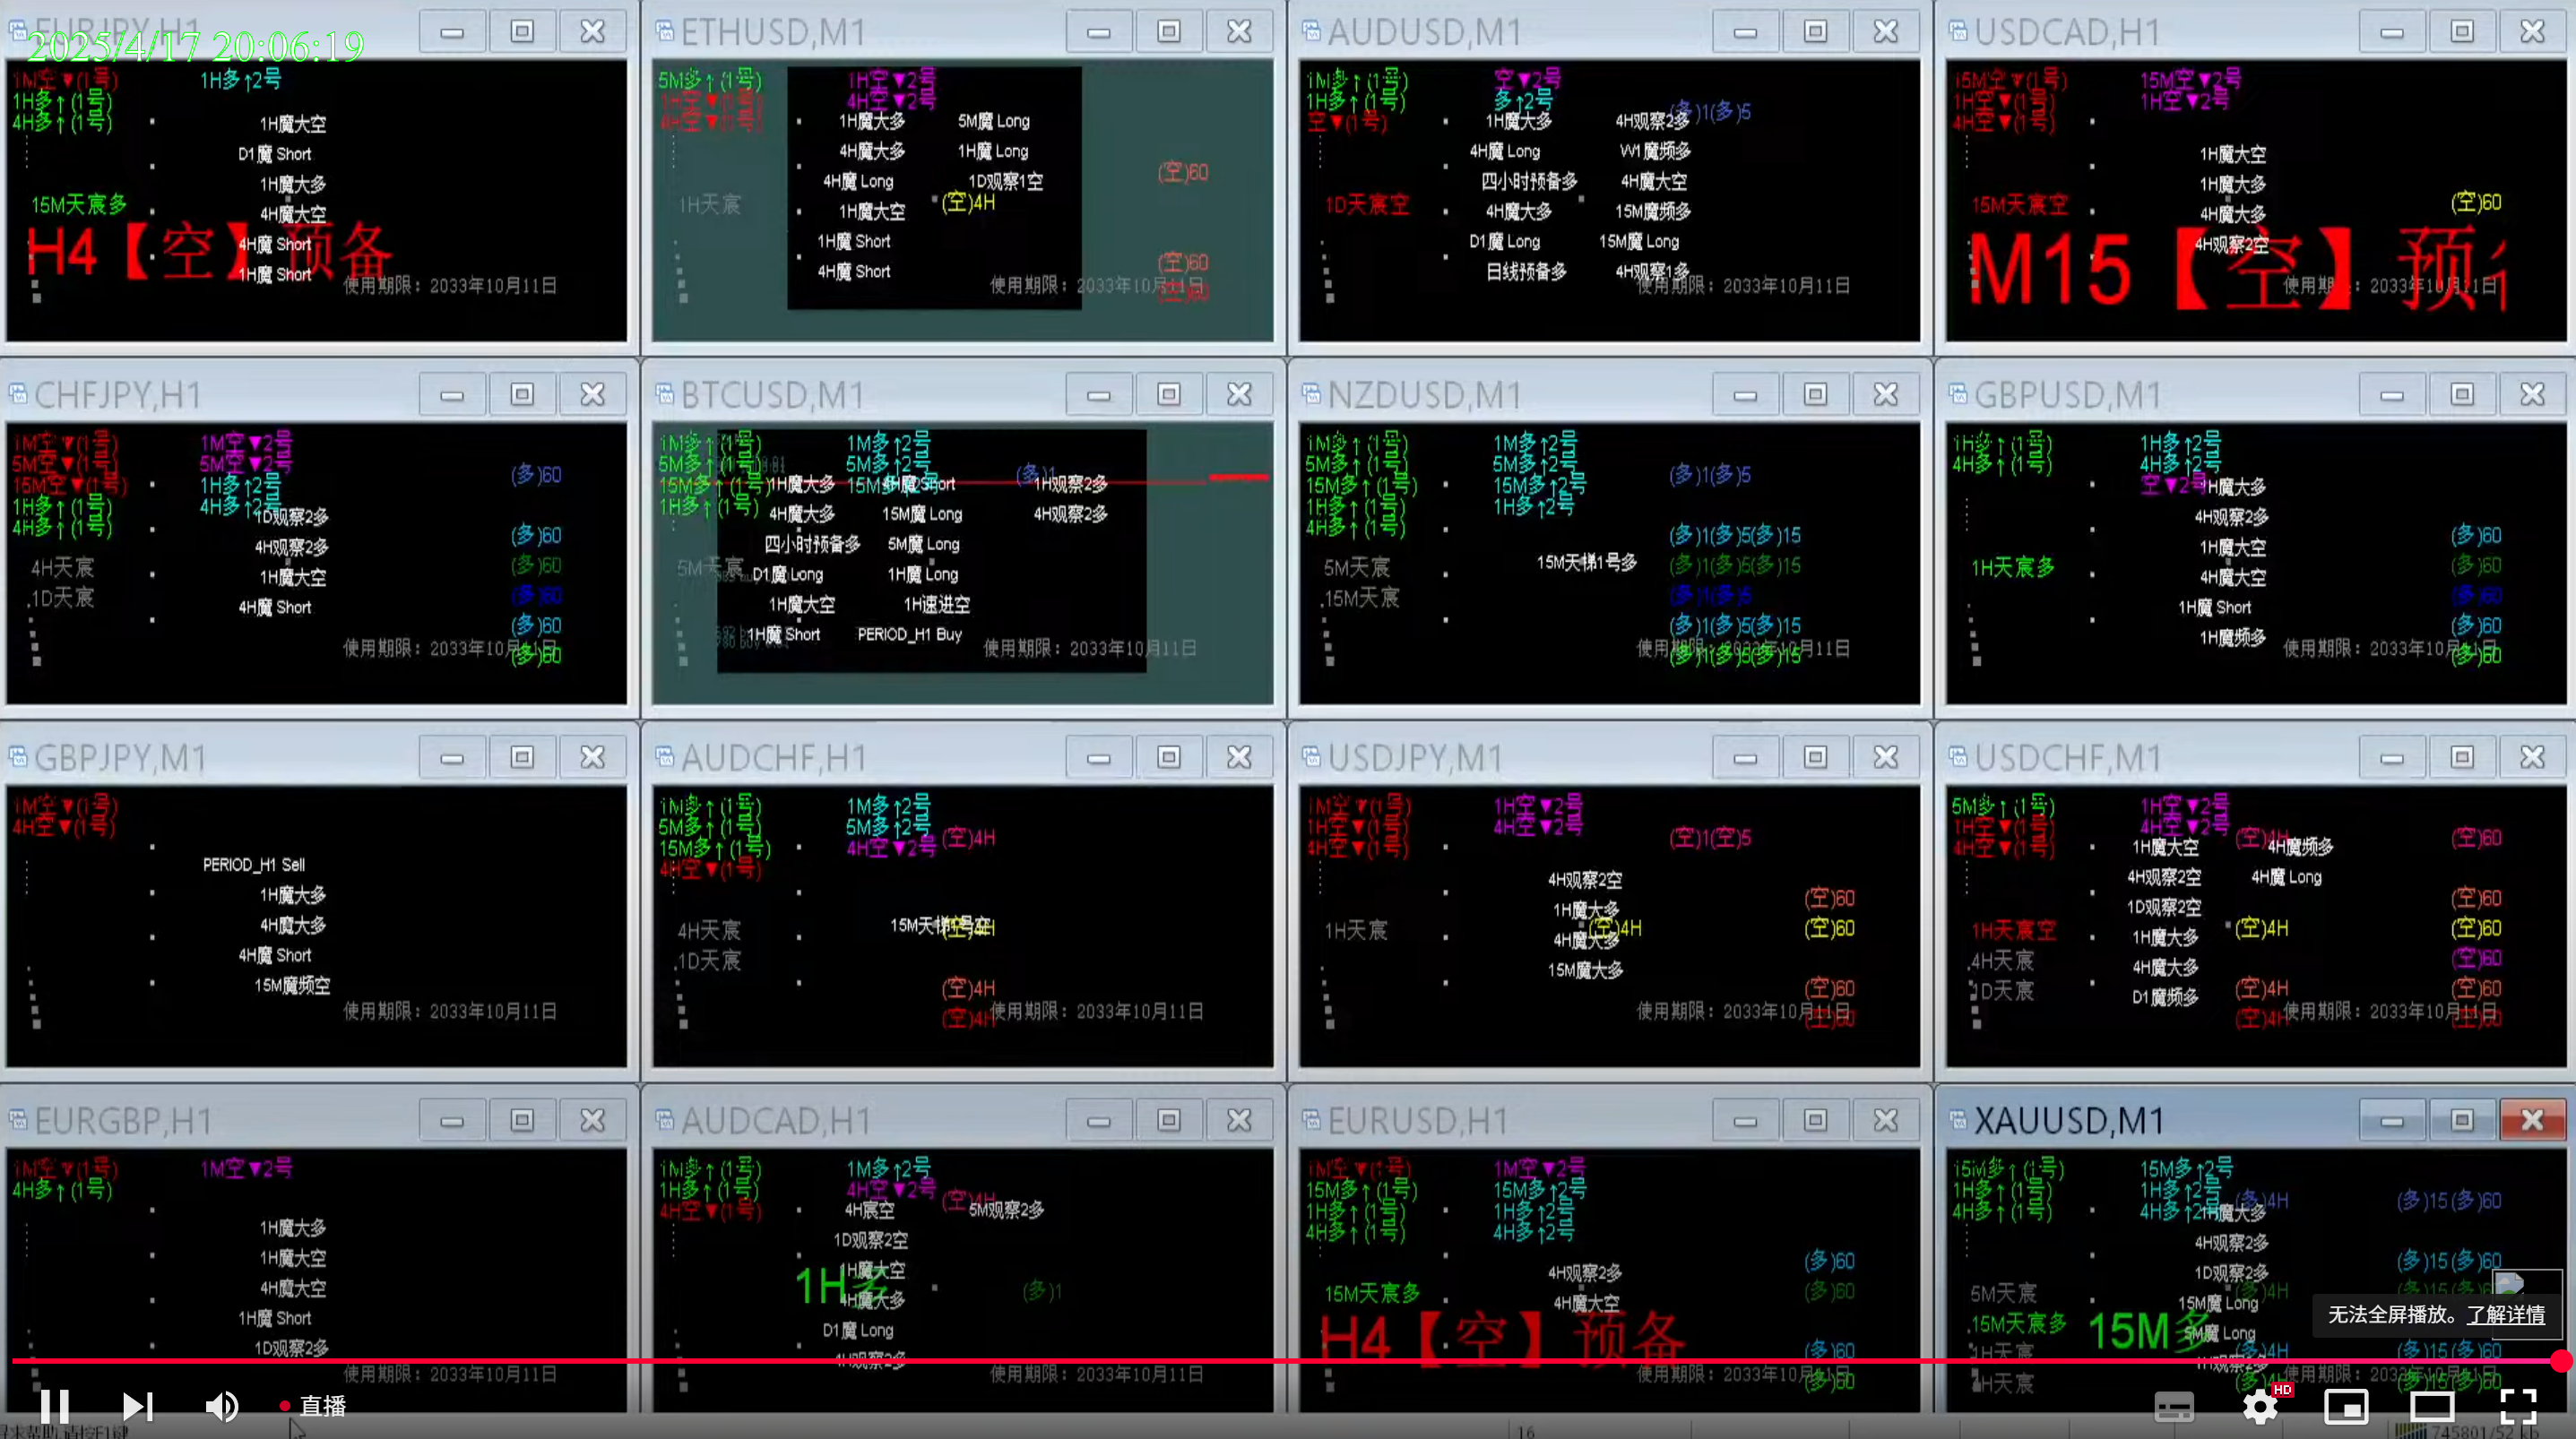 EURJPY,H1
2025/4/17 20:06:19
1M空▼(1号)
1H多↑2号
1H多↑(1号)
4H多↑(1号)
1H魔大空
D1魔 Short
1H魔大多
15M天宸多
4H魔大空
H4【空】预备
4H魔 Short
1H魔 Short
使用期限：2033年10月11日
ETHUSD,M1
5M多↑(1号)
1H空▼2号
1H空▼(1号)
4H空▼2号
4H空▼(1号)
1H魔大多
5M魔 Long
4H魔大多
1H魔 Long
(空)60
4H魔 Long
1D观察1空
1H天宸
1H魔大空
(空)4H
1H魔 Short
(空)60
4H魔 Short
使用期限：2033年10月11日
(空)60
AUDUSD,M1
1M多↑(1号)
空▼2号
1H多↑(1号)
多↑2号
(多)1(多)5
空▼(1号)
1H魔大多
4H观察2多
4H魔 Long
W1魔频多
四小时预备多
4H魔大空
1D天宸空
4H魔大多
15M魔频多
D1魔 Long
15M魔 Long
日线预备多
4H观察1多
使用期限：2033年10月11日
USDCAD,H1
15M空▼(1号)
15M空▼2号
1H空▼(1号)
1H空▼2号
4H空▼(1号)
1H魔大空
1H魔大多
15M天宸空
(空)60
4H魔大多
4H观察2空
M15【空】预
使用期限：2033年10月11日
CHFJPY,H1
1M空▼(1号)
1M空▼2号
5M空▼(1号)
5M空▼2号
15M空▼(1号)
1H多↑2号
(多)60
1H多↑(1号)
4H多↑2号
4H多↑(1号)
1D观察2多
(多)60
4H观察2多
4H天宸
(多)60
1H魔大空
1D天宸
(多)60
4H魔 Short
(多)60
使用期限：2033年10月11日
(多)60
BTCUSD,M1
1M多↑(1号)
1M多↑2号
5M多↑(1号)
5M多↑2号
15M多↑(1号)
15M多↑2号
(多)1
1H多↑(1号)
1H魔大多
4H魔 Short
1H观察2多
4H魔大多
15M魔 Long
4H观察2多
四小时预备多
5M魔 Long
5M天宸
D1魔 Long
1H魔 Long
1H魔大空
1H速进空
1H魔 Short
PERIOD_H1 Buy
使用期限：2033年10月11日
NZDUSD,M1
1M多↑(1号)
1M多↑2号
5M多↑(1号)
5M多↑2号
(多)1(多)5
15M多↑(1号)
15M多↑2号
1H多↑(1号)
1H多↑2号
4H多↑(1号)
(多)1(多)5(多)15
15M天梯1号多
5M天宸
(多)1(多)5(多)15
15M天宸
(多)1(多)5
(多)1(多)5(多)15
使用期限：2033年10月11日
(多)1(多)5(多)15
GBPUSD,M1
1H多↑(1号)
1H多↑2号
4H多↑(1号)
4H多↑2号
空▼2号
1H魔大多
4H观察2多
(多)60
1H魔大空
1H天宸多
(多)60
4H魔大空
(多)60
1H魔 Short
(多)60
1H魔频多
使用期限：2033年10月11日
(多)60
GBPJPY,M1
1M空▼(1号)
4H空▼(1号)
PERIOD_H1 Sell
1H魔大多
4H魔大多
4H魔 Short
15M魔频空
使用期限：2033年10月11日
AUDCHF,H1
1M多↑(1号)
1M多↑2号
5M多↑(1号)
5M多↑2号
(空)4H
15M多↑(1号)
4H空▼2号
4H空▼(1号)
15M天梯1号空
(空)4H
4H天宸
1D天宸
(空)4H
(空)4H
使用期限：2033年10月11日
USDJPY,M1
1M空▼(1号)
1H空▼2号
1H空▼(1号)
4H空▼2号
(空)1(空)5
4H空▼(1号)
4H观察2空
(空)60
1H魔大多
1H天宸
(空)4H
(空)60
4H魔大多
15M魔大多
(空)60
使用期限：2033年10月11日
(空)60
USDCHF,M1
5M多↑(1号)
1H空▼2号
1H空▼(1号)
4H空▼2号
(空)4H
(空)60
4H空▼(1号)
1H魔大空
4H魔频多
4H观察2空
4H魔 Long
1D观察2空
(空)60
1H天宸空
1H魔大多
(空)4H
(空)60
4H天宸
4H魔大多
(空)60
1D天宸
D1魔频多
(空)4H
(空)60
(空)4H
使用期限：2033年10月11日
(空)60
EURGBP,H1
1M空▼(1号)
1M空▼2号
4H多↑(1号)
1H魔大多
1H魔大空
4H魔大空
1H魔 Short
1D观察2多
使用期限：2033年10月11日
AUDCAD,H1
1M多↑(1号)
1M多↑2号
1H多↑(1号)
4H空▼2号
(空)4H
4H空▼(1号)
4H宸空
5M观察2多
1D观察2空
1H魔大空
1H多
4H魔大多
(多)1
D1魔 Long
4H观察2多
使用期限：2033年10月11日
EURUSD,H1
1M空▼(1号)
1M空▼2号
15M多↑(1号)
15M多↑2号
1H多↑(1号)
1H多↑2号
4H多↑(1号)
4H多↑2号
(多)60
4H观察2多
15M天宸多
4H魔大空
(多)60
H4【空】预备
(多)60
使用期限：2033年10月11日
(多)60
XAUUSD,M1
15M多↑(1号)
15M多↑2号
1H多↑(1号)
1H多↑2号
(多)4H
(多)15(多)60
4H多↑(1号)
4H多↑2号
1H魔大多
4H观察2多
(多)15(多)60
1D观察2多
5M天宸
(多)4H
15M魔 Long
15M天宸多
15M多
5M魔 Long
无法全屏播放。了解详情
1H天宸
(多)4H
(多)15(多)60
1H观察2多
4H天宸
使用期限：2033年10月11日
直播
HD
16
745801/52 kb